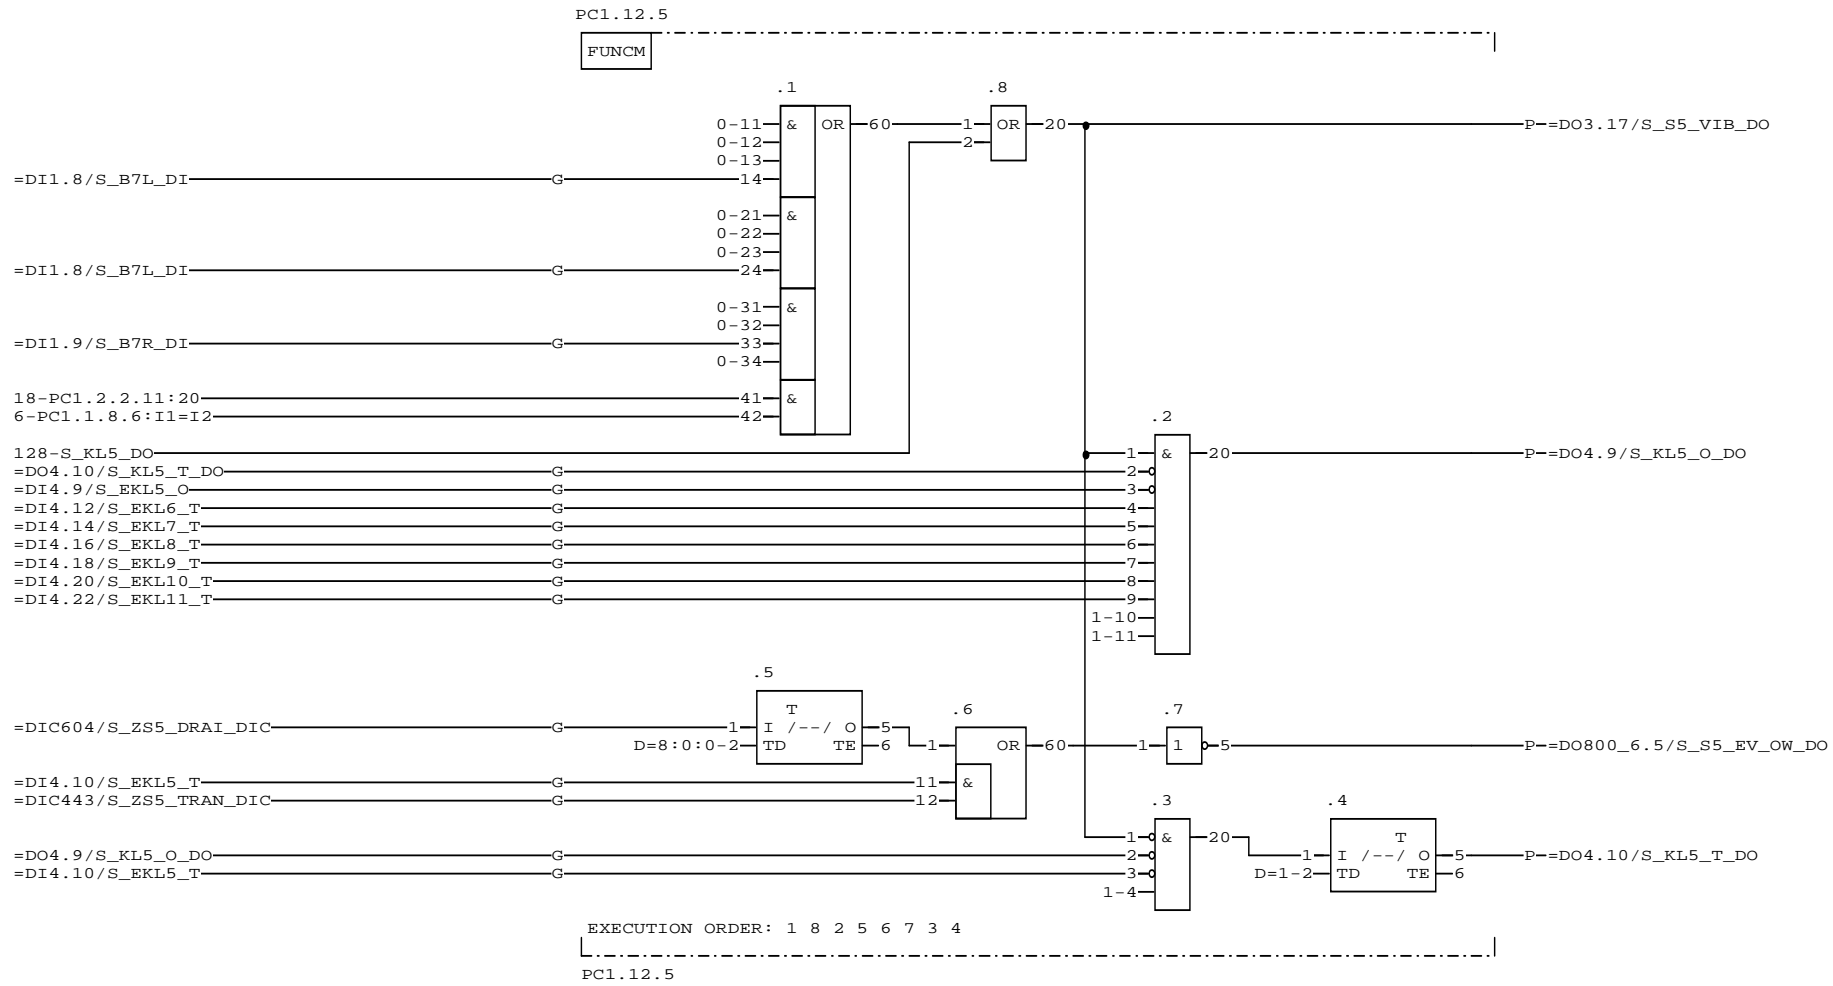 PC1.12.5
FUNCM
.1 .8
0-11 & OR 60 1 OR 20 P-=DO3.17/S_S5_VIB_DO
0-12 2
0-13
=DI1.8/S_B7L_DI G 14
0-21 &
0-22
0-23
=DI1.8/S_B7L_DI G 24
0-31 &
0-32
=DI1.9/S_B7R_DI G 33
0-34
18-PC1.2.2.11:20 41 &
6-PC1.1.8.6:I1=I2 42
.2
128-S_KL5_DO 1 & 20 P-=DO4.9/S_KL5_O_DO
=DO4.10/S_KL5_T_DO G 2
=DI4.9/S_EKL5_O G 3
=DI4.12/S_EKL6_T G 4
=DI4.14/S_EKL7_T G 5
=DI4.16/S_EKL8_T G 6
=DI4.18/S_EKL9_T G 7
=DI4.20/S_EKL10_T G 8
=DI4.22/S_EKL11_T G 9
1-10
1-11
.5
T .6 .7
=DIC604/S_ZS5_DRAI_DIC G 1 I /--/ O 5
D=8:0:0-2 TD TE 6 1 OR 60 1 1 5 P-=DO800_6.5/S_S5_EV_OW_DO
=DI4.10/S_EKL5_T G 11 &
=DIC443/S_ZS5_TRAN_DIC G 12
.3 .4
1 & 20 T
=DO4.9/S_KL5_O_DO G 2 1 I /--/ O 5 P-=DO4.10/S_KL5_T_DO
=DI4.10/S_EKL5_T G 3 D=1-2 TD TE 6
1-4
EXECUTION ORDER: 1 8 2 5 6 7 3 4
PC1.12.5